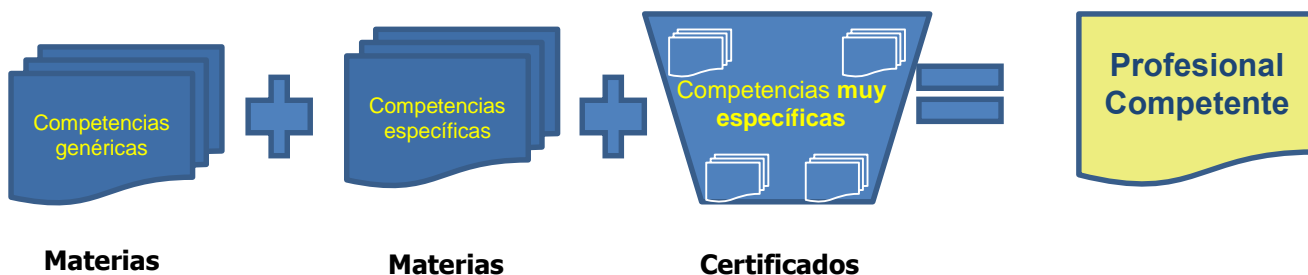 Competencias
genéricas
Competencias
específicas
Competencias muy
específicas
Profesional
Competente
Materias
Materias
Certificados